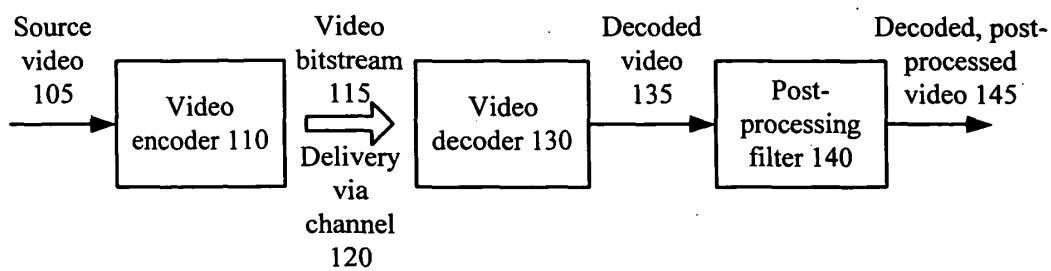 Source
video
105
Video
encoder 110
Video
bitstream
115
Delivery
via
channel
120
Video
decoder 130
Decoded
video
135
Post-
processing
filter 140
Decoded, post-
processed
video 145